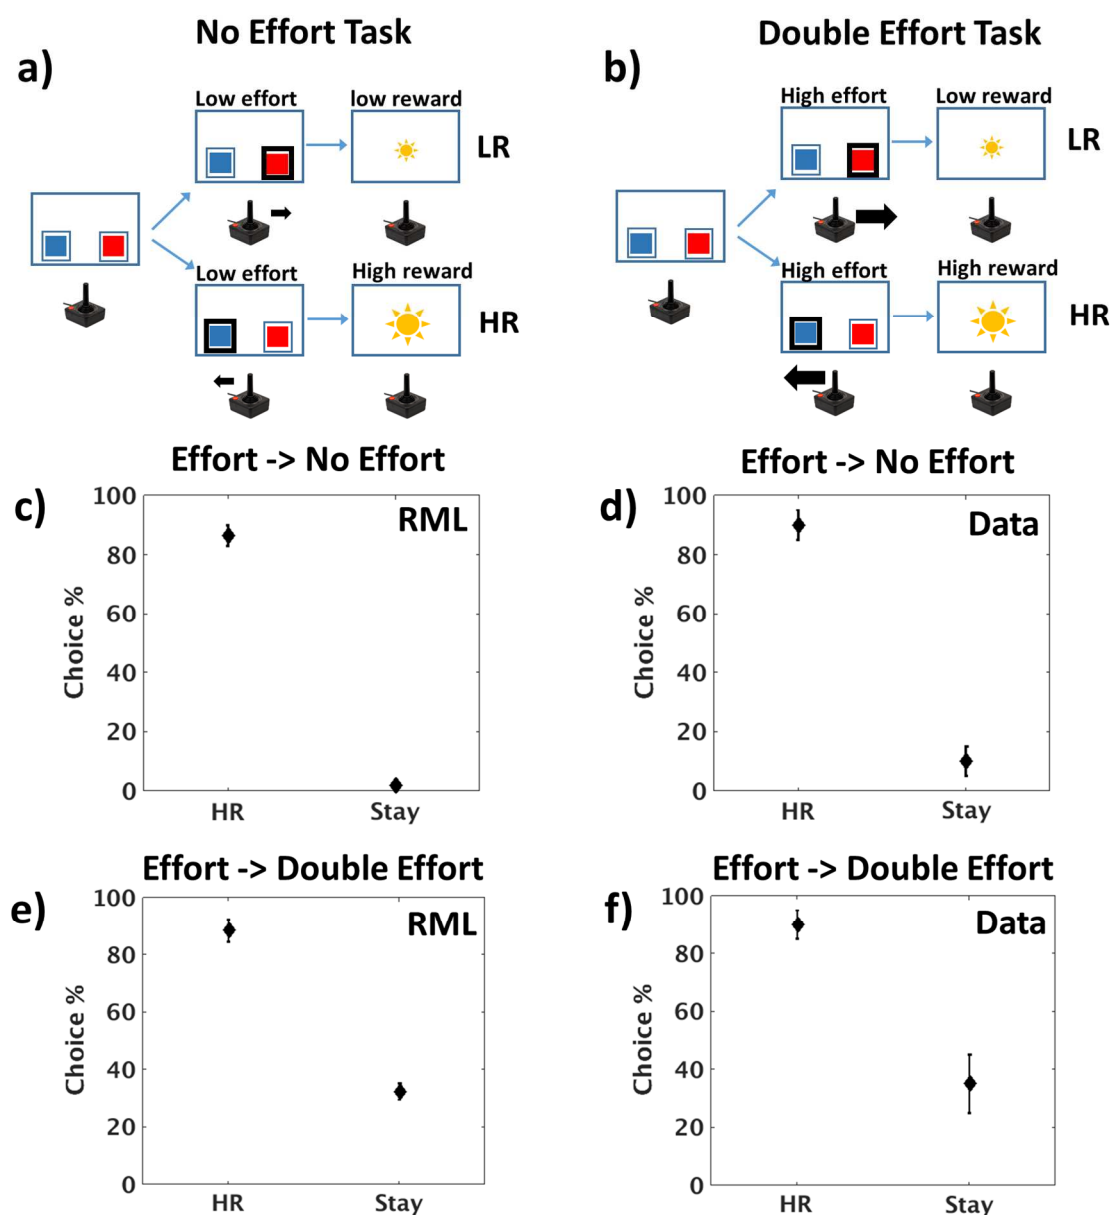 No Effort Task
Double Effort Task
a)
b)
Low effort
low reward
LR
High effort
Low reward
LR
Low effort
High reward
HR
High effort
High reward
HR
Effort -> No Effort
Effort -> No Effort
c)
RML
100
80
60
40
20
0
Choice %
HR
Stay
d)
Data
100
80
60
40
20
0
Choice %
HR
Stay
Effort -> Double Effort
Effort -> Double Effort
e)
RML
100
80
60
40
20
0
Choice %
HR
Stay
f)
Data
100
80
60
40
20
0
Choice %
HR
Stay